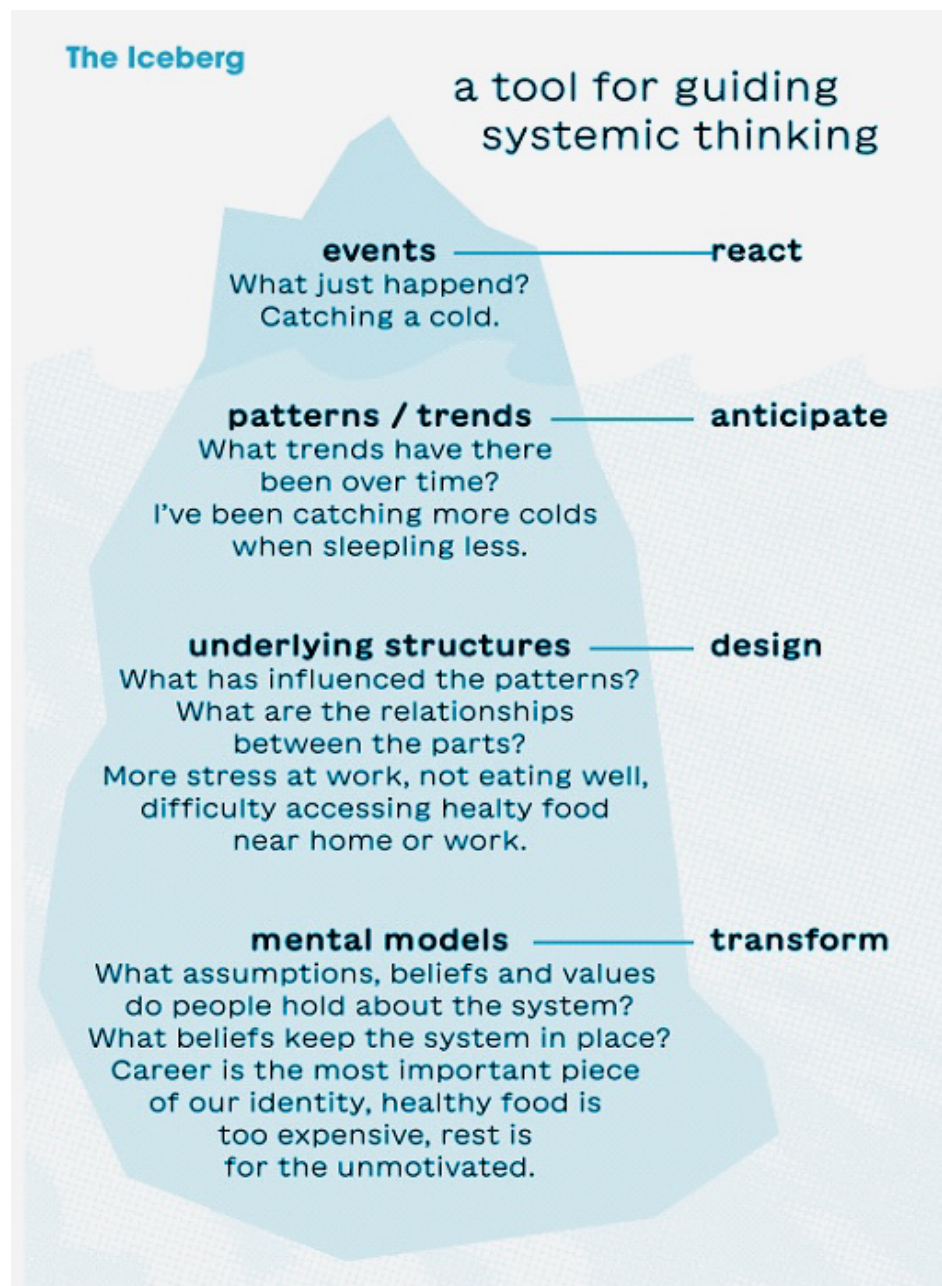 The Iceberg
a tool for guiding
systemic thinking
events react
What just happend?
Catching a cold.
patterns / trends anticipate
What trends have there
been over time?
I've been catching more colds
when sleepling less.
underlying structures design
What has influenced the patterns?
What are the relationships
between the parts?
More stress at work, not eating well,
difficulty accessing healty food
near home or work.
mental models transform
What assumptions, beliefs and values
do people hold about the system?
What beliefs keep the system in place?
Career is the most important piece
of our identity, healthy food is
too expensive, rest is
for the unmotivated.